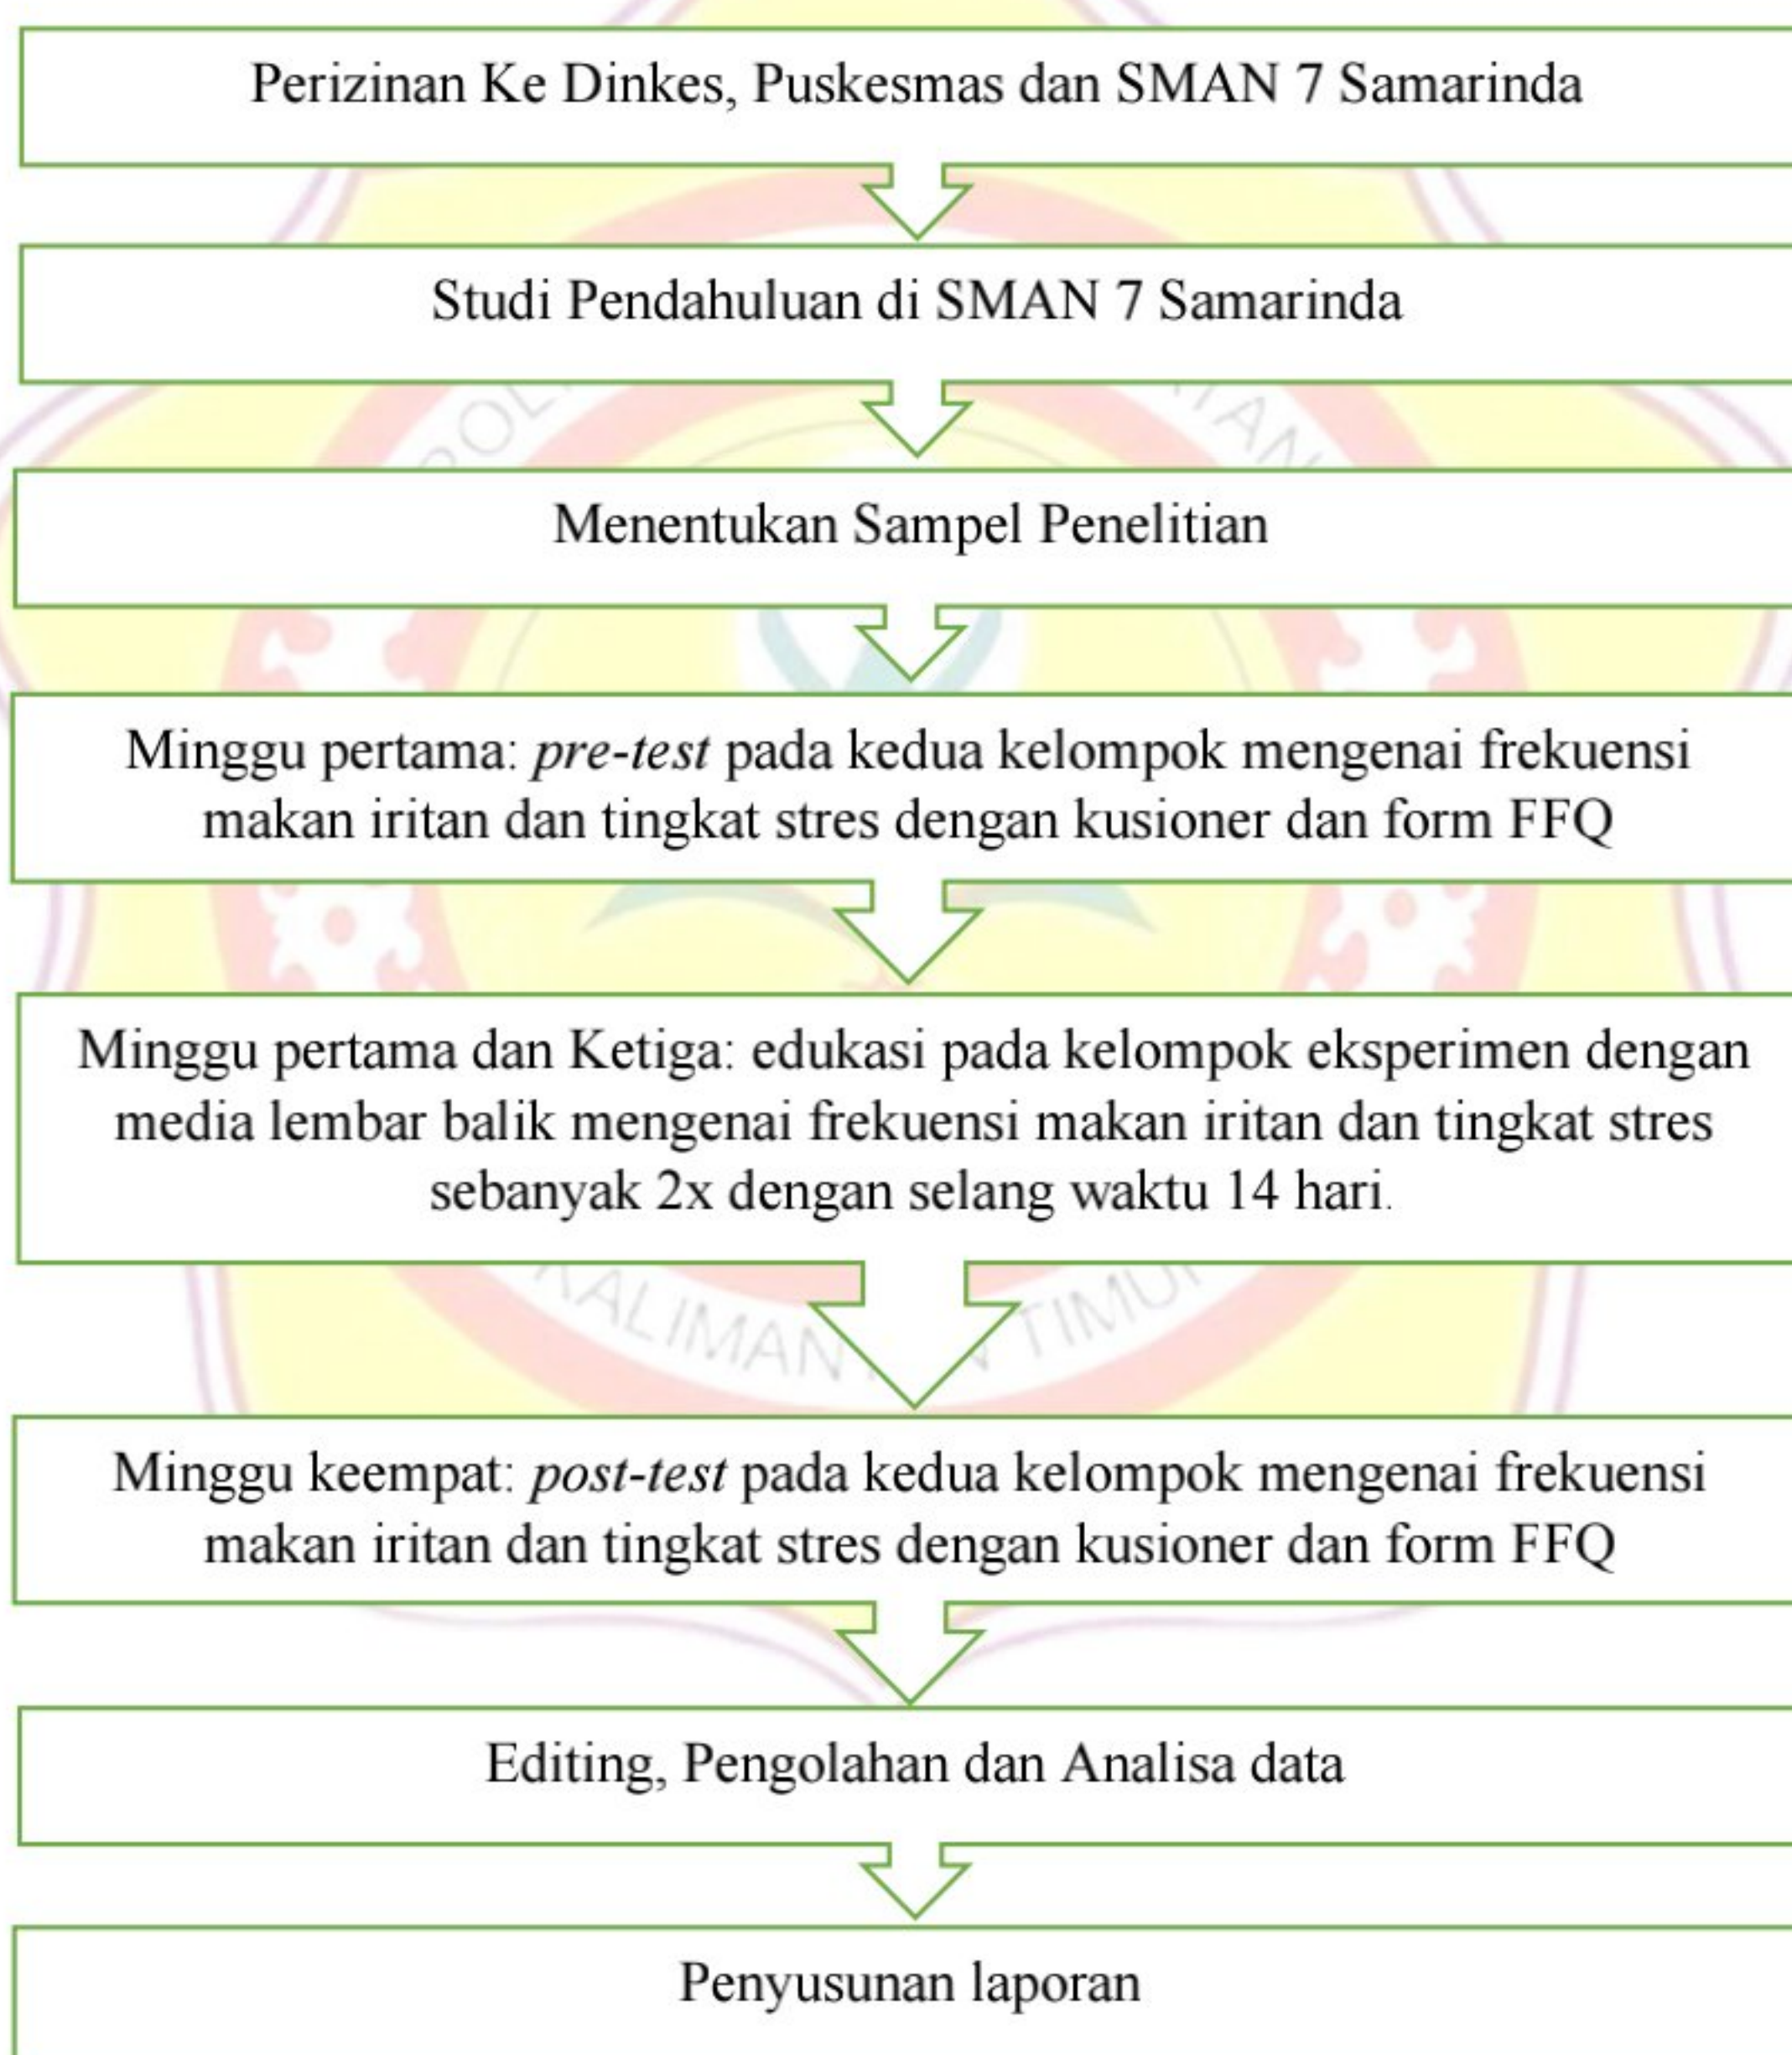 Perizinan Ke Dinkes, Puskesmas dan SMAN 7 Samarinda
Studi Pendahuluan di SMAN 7 Samarinda
Menentukan Sampel Penelitian
Minggu pertama: pre-test pada kedua kelompok mengenai frekuensi
makan iritan dan tingkat stres dengan kusioner dan form FFQ
Minggu pertama dan Ketiga: edukasi pada kelompok eksperimen dengan
media lembar balik mengenai frekuensi makan iritan dan tingkat stres
sebanyak 2x dengan selang waktu 14 hari.
Minggu keempat: post-test pada kedua kelompok mengenai frekuensi
makan iritan dan tingkat stres dengan kusioner dan form FFQ
Editing, Pengolahan dan Analisa data
Penyusunan laporan